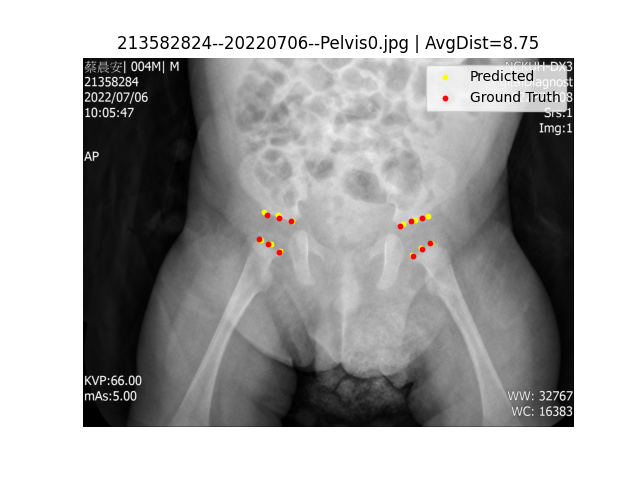 213582824--20220706--Pelvis0.jpg | AvgDist=8.75
蔡晨安| 004M| M
21358284
2022/07/06
10:05:47
AP
Predicted
Ground Truth
Srs:1
Img:1
KVP:66.00
mAs:5.00
WW: 32767
WC: 16383